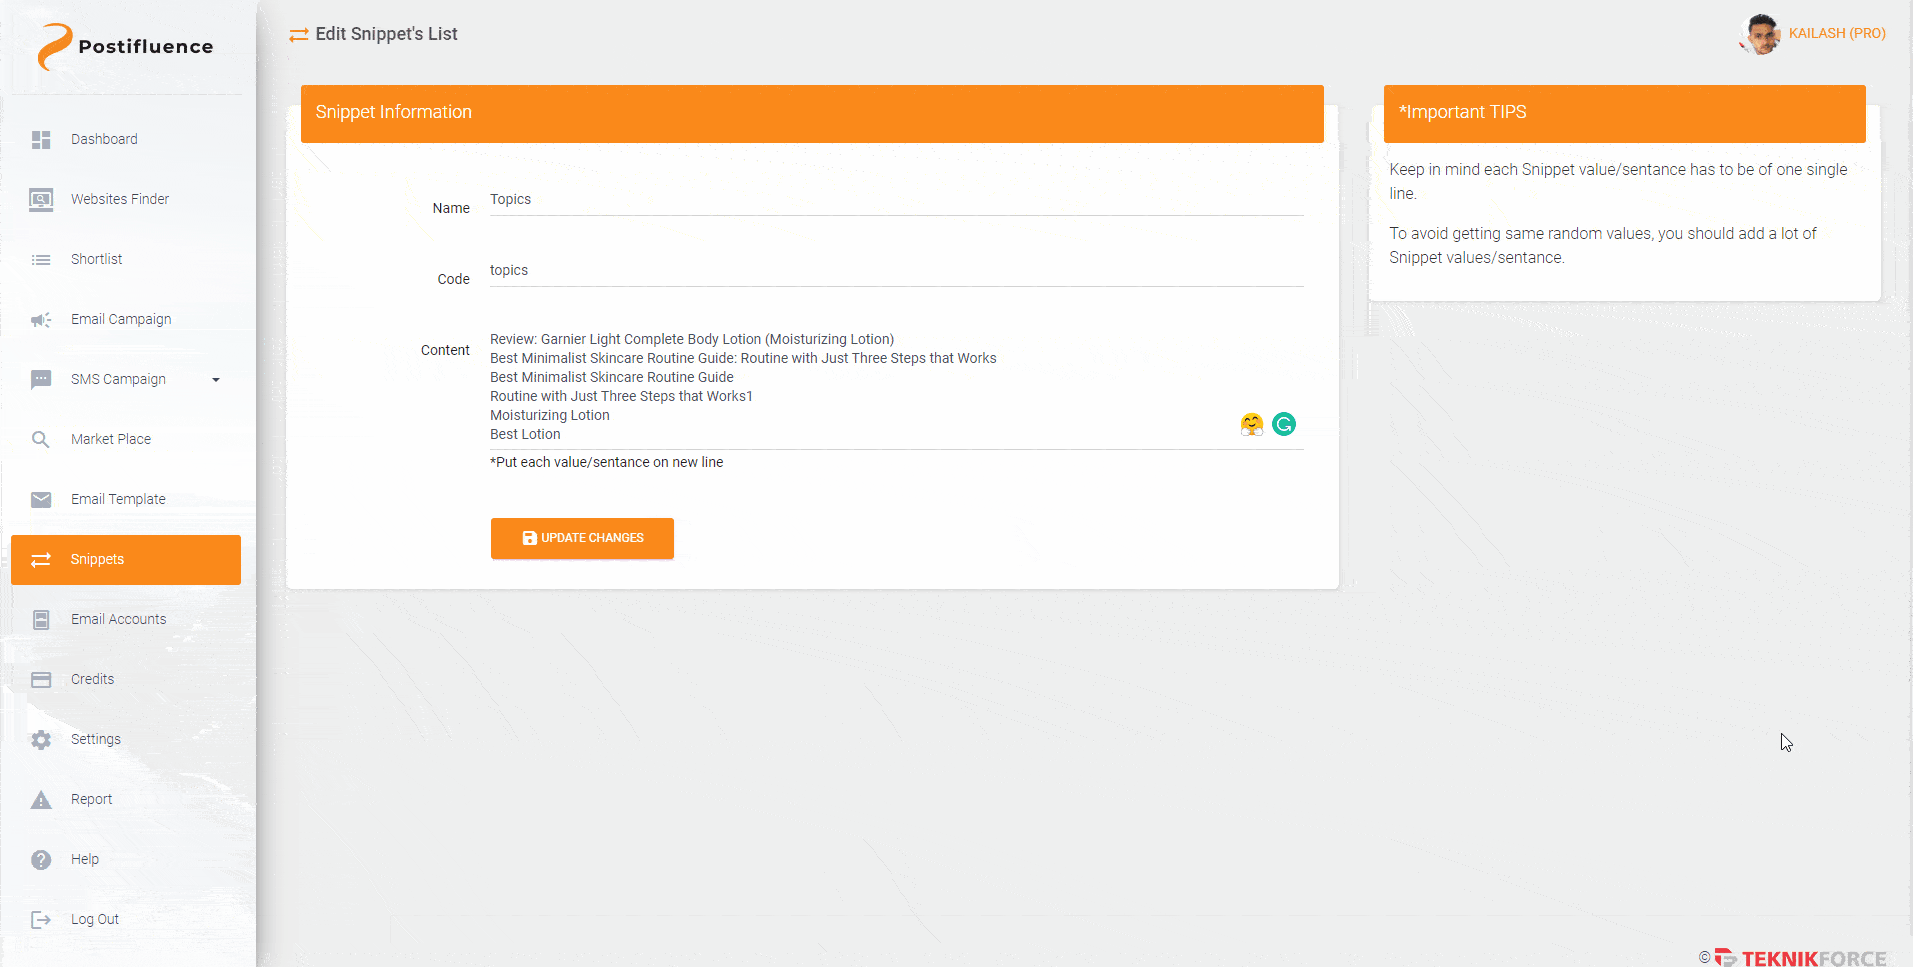 Postifluence
Edit Snippet's List
KAILASH (PRO)
Dashboard
Websites Finder
Shortlist
Email Campaign
SMS Campaign
Market Place
Email Template
Snippets
Email Accounts
Credits
Settings
Report
Help
Log Out
Snippet Information
Name
Topics
Code
topics
Content
Review: Garnier Light Complete Body Lotion (Moisturizing Lotion)
Best Minimalist Skincare Routine Guide: Routine with Just Three Steps that Works
Best Minimalist Skincare Routine Guide
Routine with Just Three Steps that Works1
Moisturizing Lotion
Best Lotion
*Put each value/sentance on new line
UPDATE CHANGES
*Important TIPS
Keep in mind each Snippet value/sentance has to be of one single
line.
To avoid getting same random values, you should add a lot of
Snippet values/sentance.
© TEKNIKFORCE